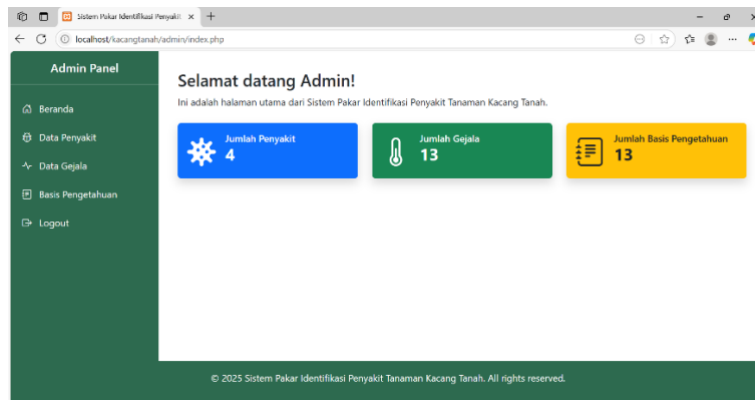 Sistem Pakar Identifikasi Penyakit
localhost/kacangtanah/admin/index.php
Admin Panel
Beranda
Data Penyakit
Data Gejala
Basis Pengetahuan
Logout
Selamat datang Admin!
Ini adalah halaman utama dari Sistem Pakar Identifikasi Penyakit Tanaman Kacang Tanah.
Jumlah Penyakit
4
Jumlah Gejala
13
Jumlah Basis Pengetahuan
13
© 2025 Sistem Pakar Identifikasi Penyakit Tanaman Kacang Tanah. All rights reserved.